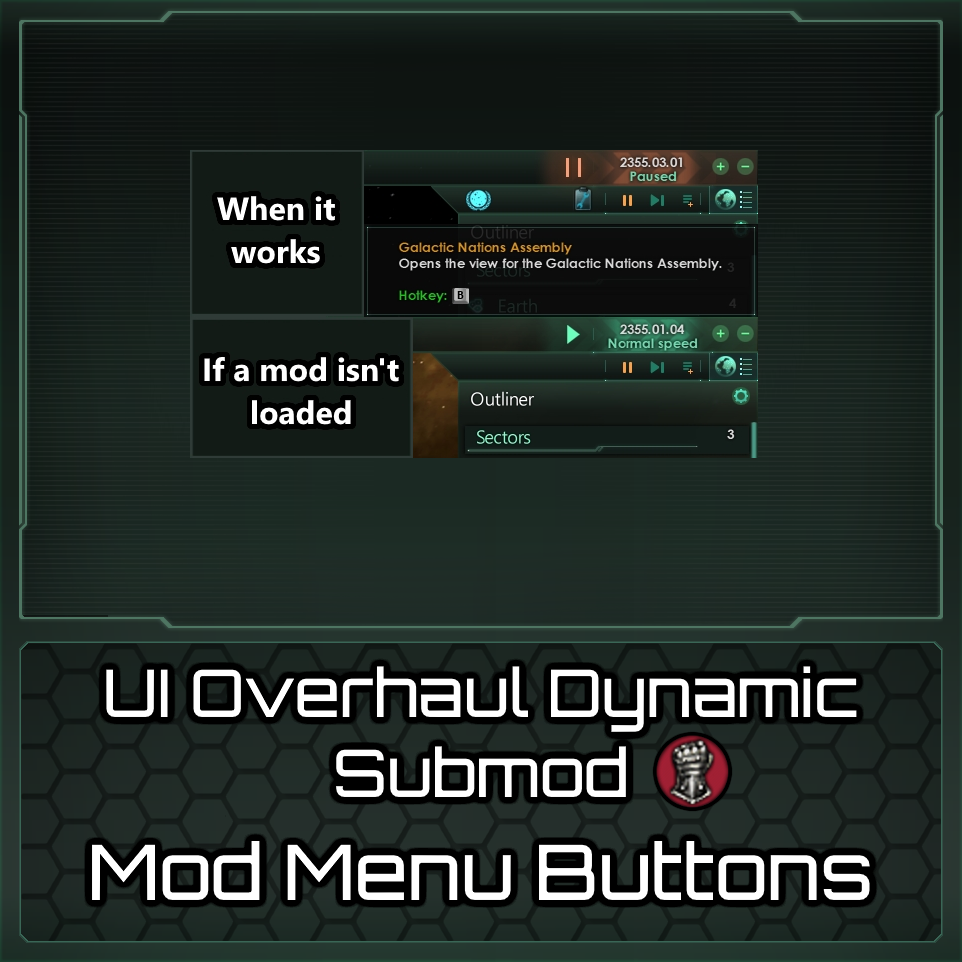 When it
works
2355.03.01
Paused
Outliner
Galactic Nations Assembly
Opens the view for the Galactic Nations Assembly.
Sectors 3
Hotkey: B
Earth 4
If a mod isn't
loaded
2355.01.04
Normal speed
Outliner
Sectors 3
UI Overhaul Dynamic
Submod
Mod Menu Buttons